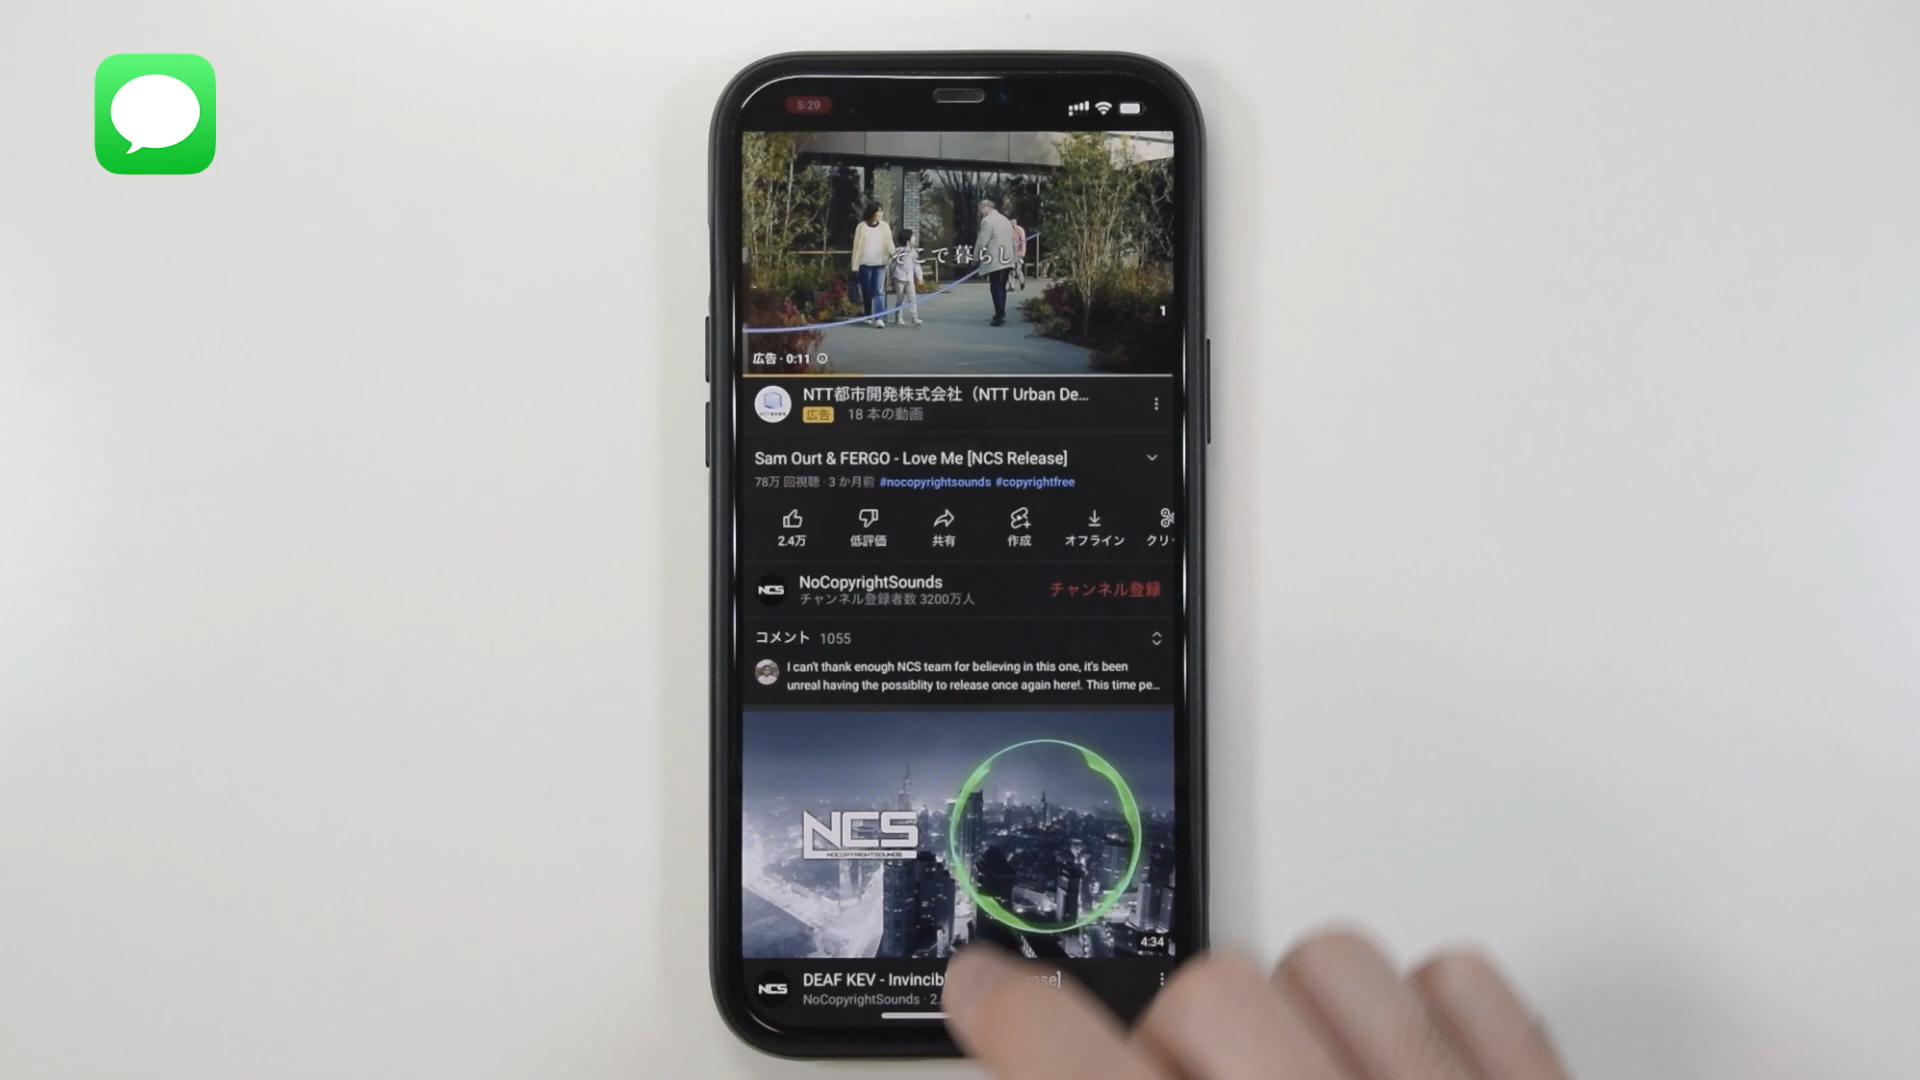 5:29
そこで暮らし、
1
広告・0:11
NTT都市開発株式会社（NTT Urban De...
広告 18 本の動画
Sam Ourt & FERGO - Love Me [NCS Release]
78万 回視聴・3 か月前 #nocopyrightsounds #copyrightfree
2.4万 低評価 共有 作成 オフライン クリ
NCS
NoCopyrightSounds
チャンネル登録
チャンネル登録者数 3200万人
コメント 1055
I can't thank enough NCS team for believing in this one, it's been
unreal having the possiblity to release once again here!. This time pe...
NCS
NOCOPYRIGHTSOUNDS
4:34
NCS
DEAF KEV - Invincib
NoCopyrightSounds · 2.